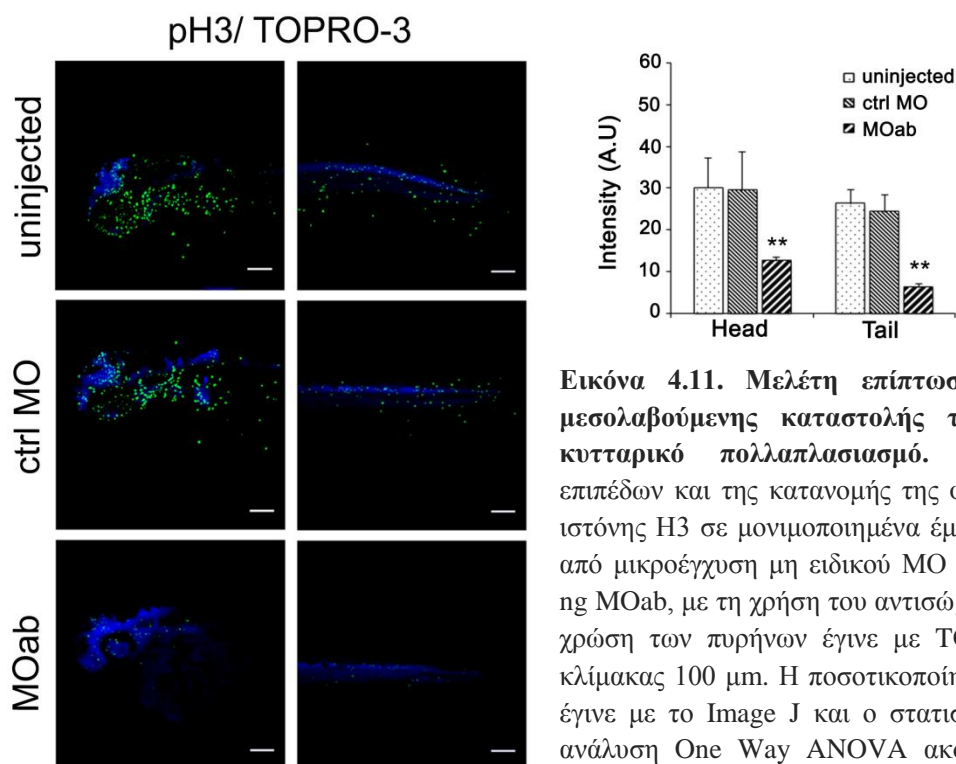 pH3/ TOPRO-3
uninjected
ctrl MO
MOab
60
50
40
30
20
10
0
Intensity (A.U)
uninjected
ctrl MO
MOab
**
**
Head
Tail
Εικόνα 4.11. Μελέτη επίπτωσ
μεσολαβούμενης καταστολής τ
κυτταρικό πολλαπλασιασμό.
επιπέδων και της κατανομής της
ιστόνης Η3 σε μονιμοποιημένα έμ
από μικροέγχυση μη ειδικού ΜΟ
ng MOab, με τη χρήση του αντισώ
χρώση των πυρήνων έγινε με TO
κλίμακας 100 μm. Η ποσοτικοποίη
έγινε με το Image J και ο στατισ
ανάλυση One Way ANOVA ακο